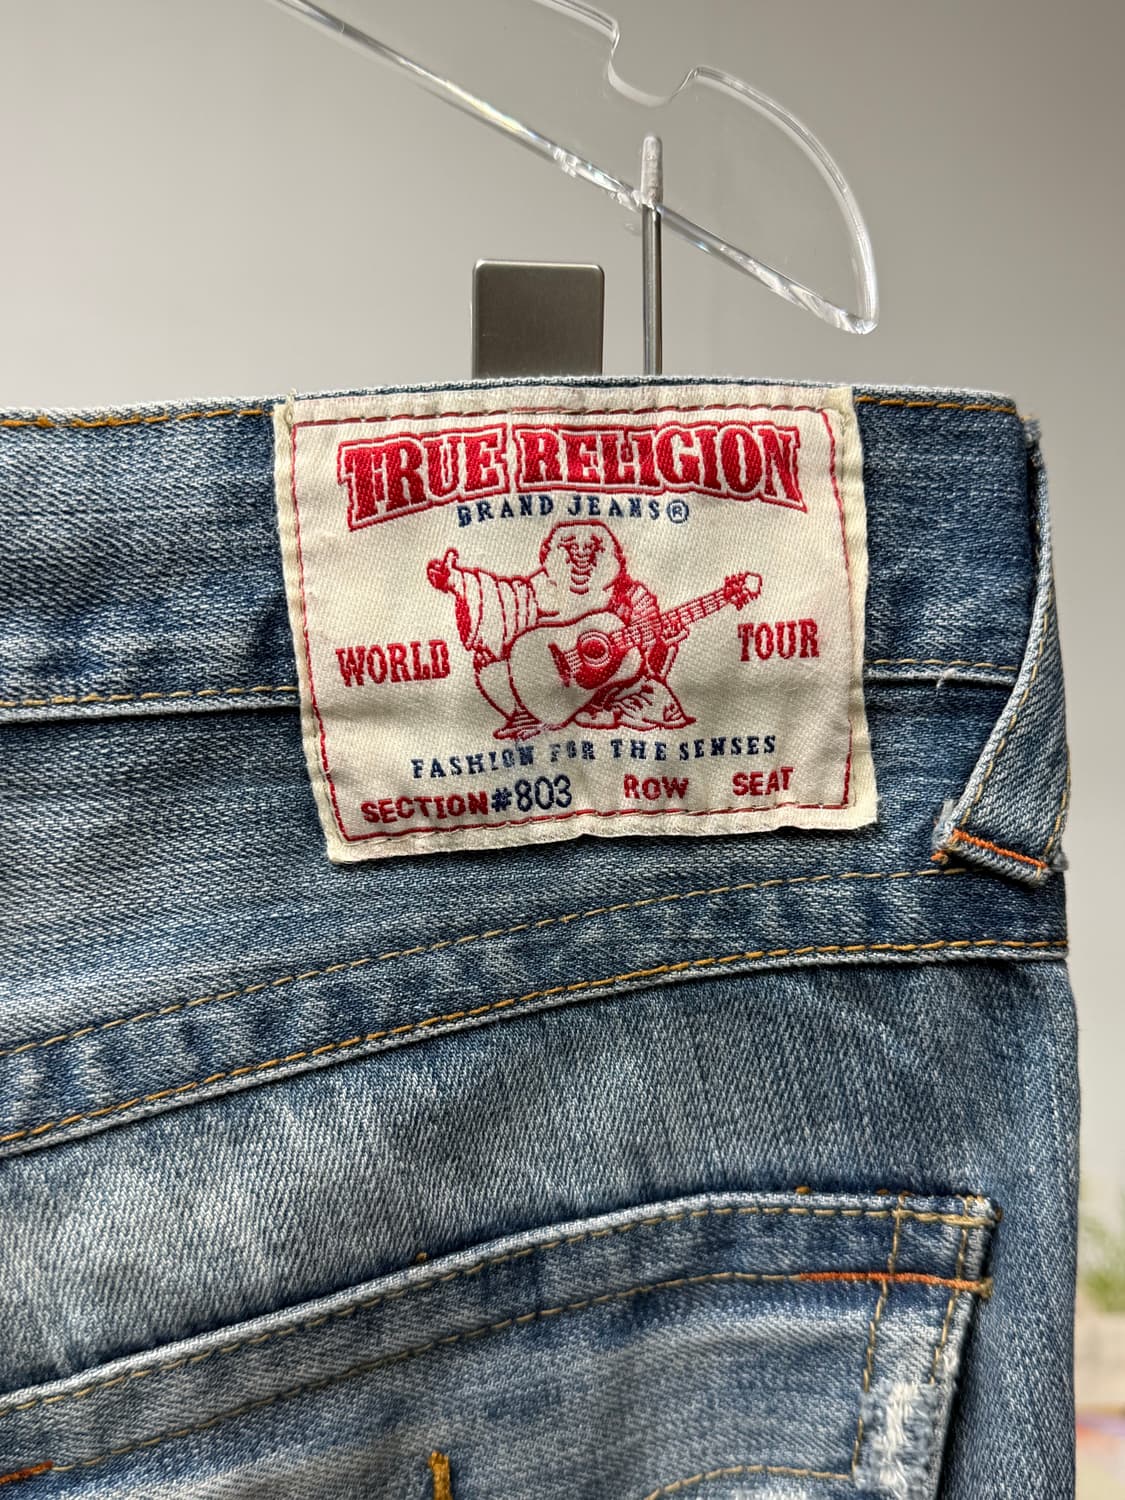 TRUE RELIGION
BRAND JEANS®
WORLD TOUR
FASHION FOR THE SENSES
SECTION#803 ROW SEAT